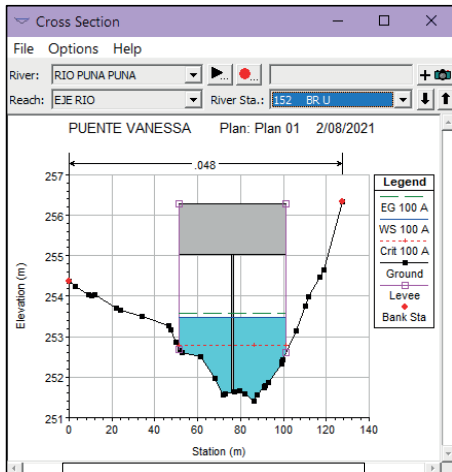 Cross Section
File Options Help
River: RIO PUNA PUNA
Reach: EJE RIO River Sta.: 152 BR U
PUENTE VANESSA Plan: Plan 01 2/08/2021
.048
Legend
EG 100 A
WS 100 A
Crit 100 A
Ground
Levee
Bank Sta
Elevation (m)
257
256
255
254
253
252
251
0 20 40 60 80 100 120 140
Station (m)